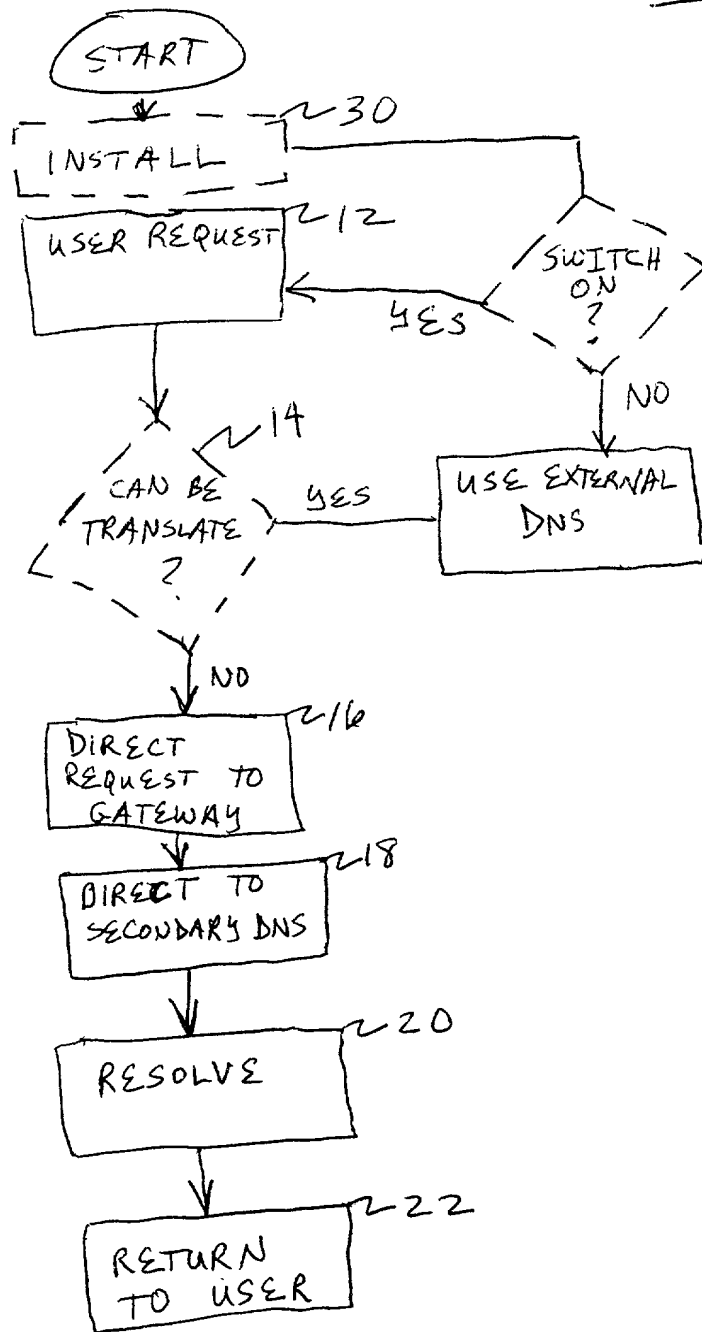 START
30
INSTALL
12
USER REQUEST
SWITCH
ON
?
YES
NO
14
CAN BE
TRANSLATE
?
YES
USE EXTERNAL
DNS
NO
16
DIRECT
REQUEST TO
GATEWAY
18
DIRECT TO
SECONDARY DNS
20
RESOLVE
22
RETURN
TO USER